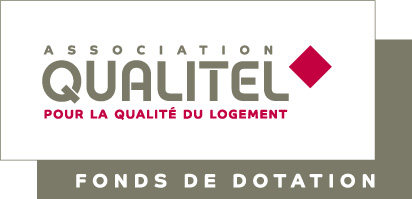 ASSOCIATION
QUALITEL
POUR LA QUALITÉ DU LOGEMENT
FONDS DE DOTATION